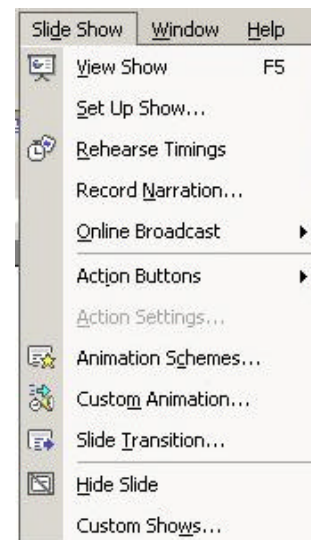 Slide Show Window Help
View Show F5
Set Up Show...
Rehearse Timings
Record Narration...
Online Broadcast
Action Buttons
Action Settings...
Animation Schemes...
Custom Animation...
Slide Transition...
Hide Slide
Custom Shows...